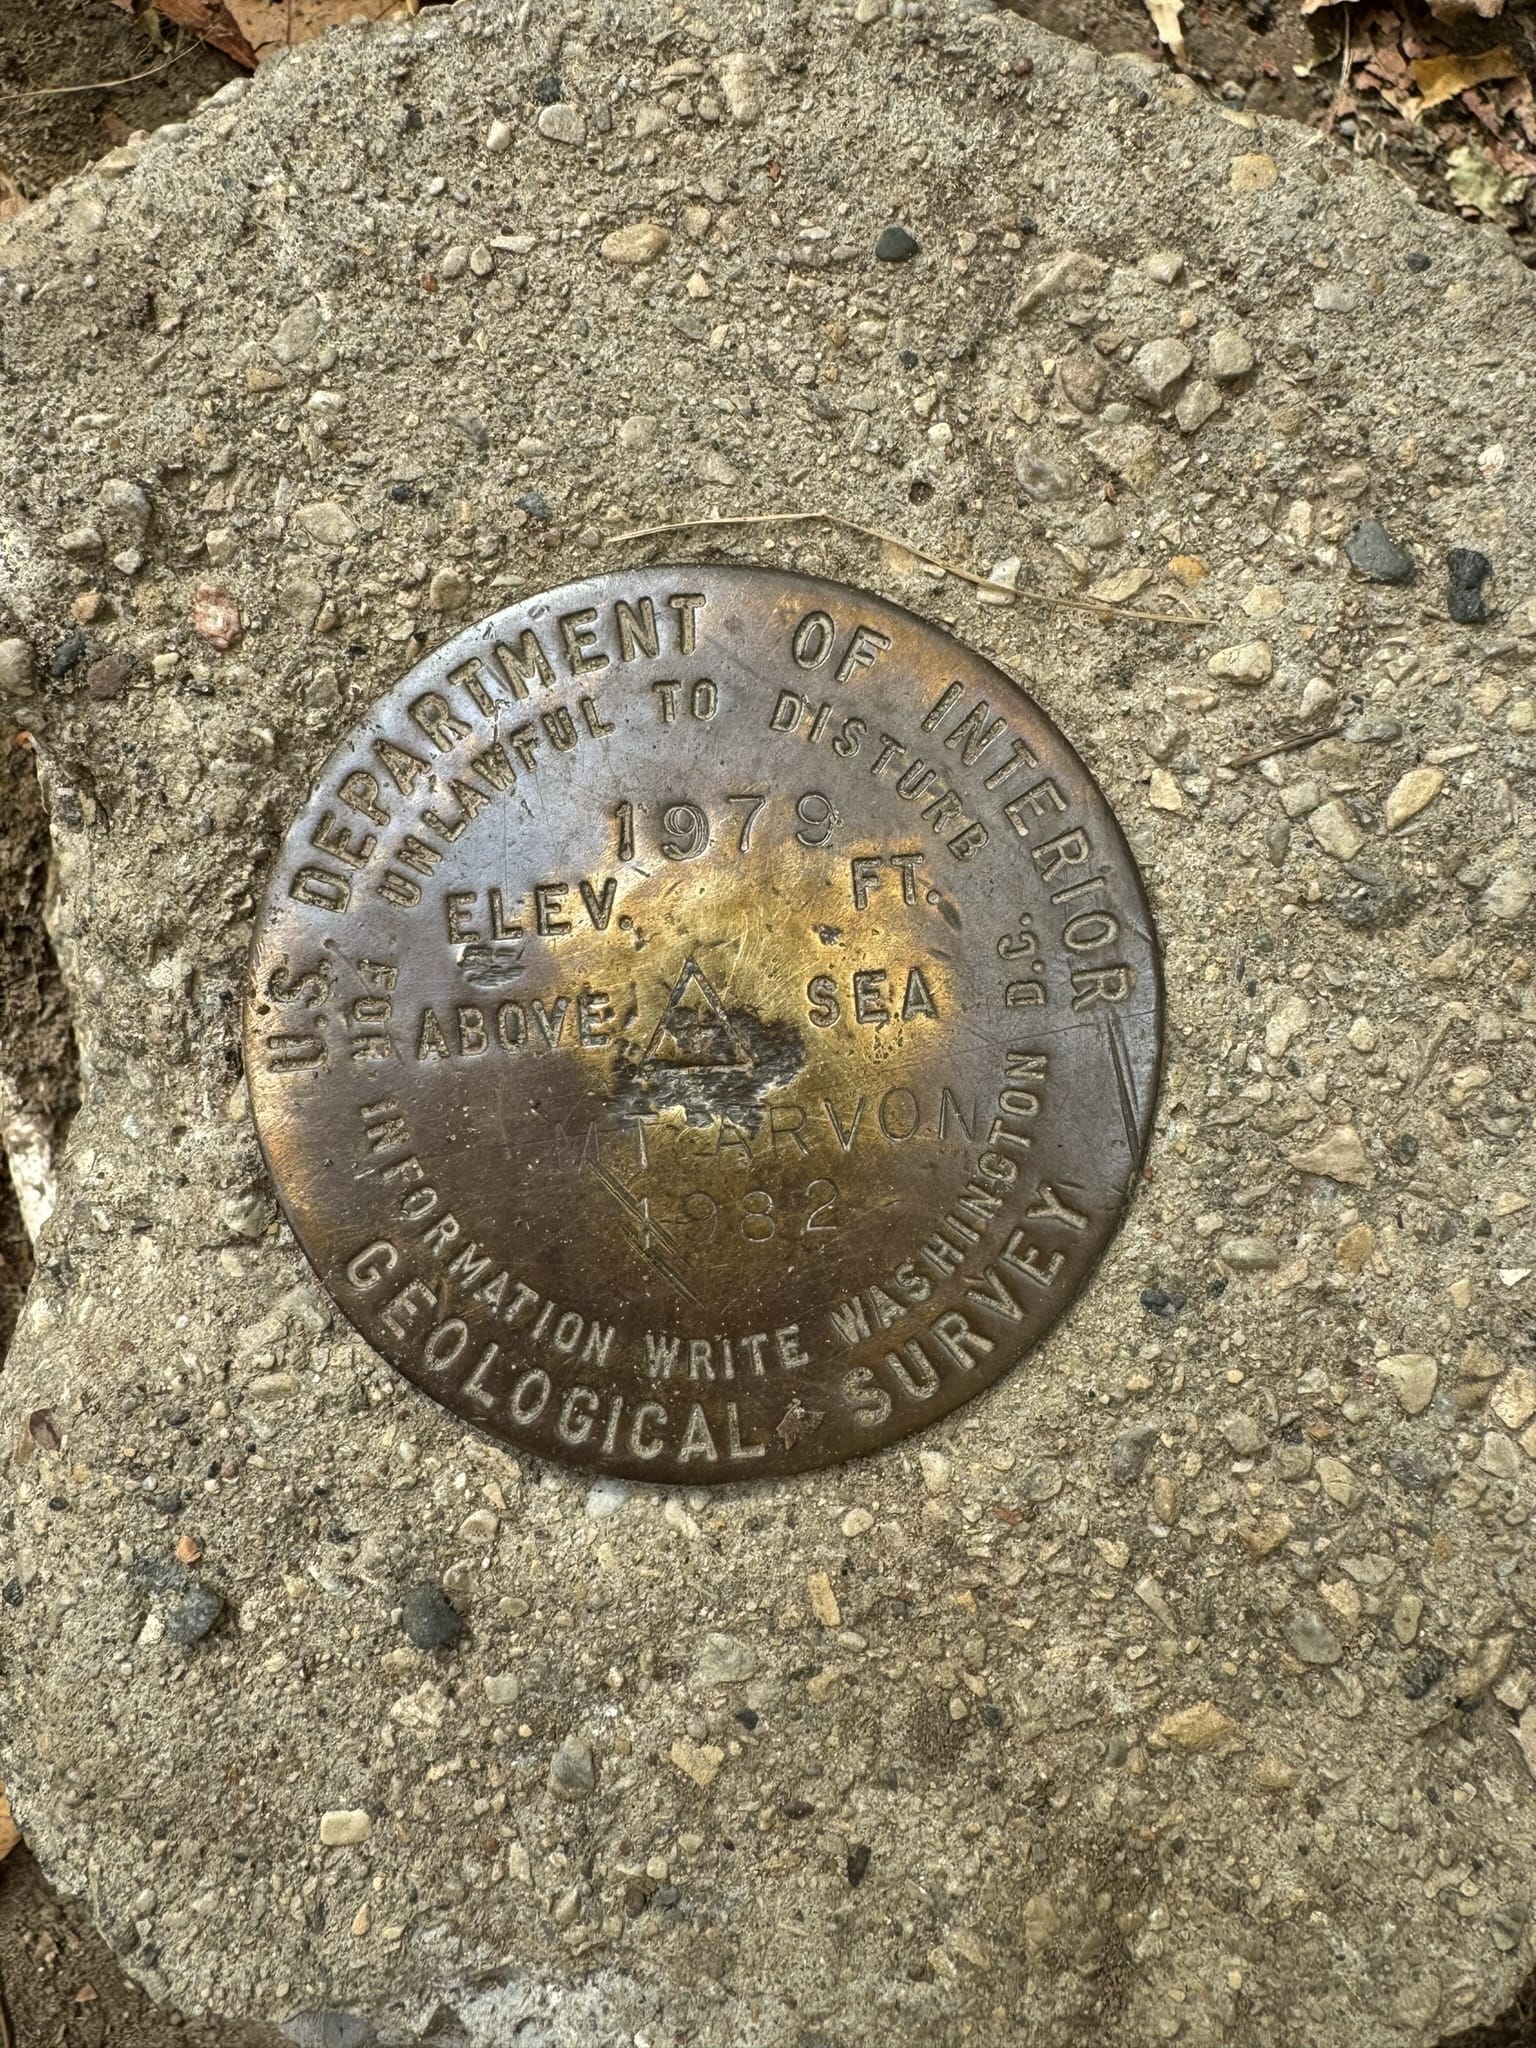 U.S. DEPARTMENT OF INTERIOR
UNLAWFUL TO DISTURB
1979
ELEV. FT.
ABOVE SEA
MT ARVON
1982
FOR INFORMATION WRITE WASHINGTON D.C.
GEOLOGICAL SURVEY